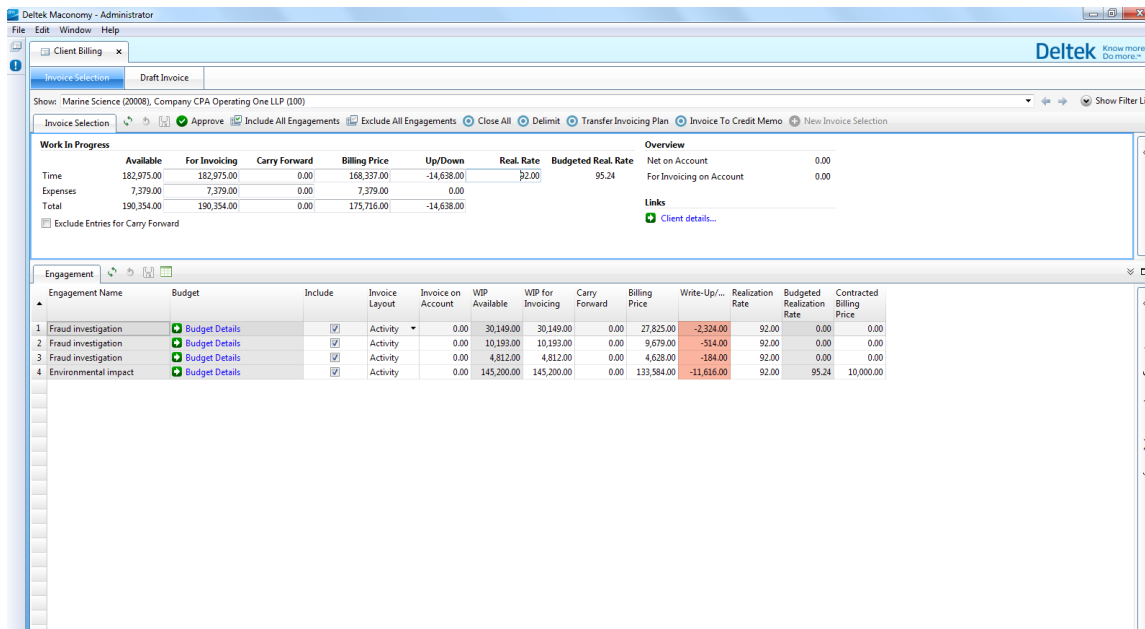 Deltek Maconomy - Administrator
File Edit Window Help
Client Billing x
Deltek Know more. Do more.™
Invoice Selection Draft Invoice
Show: Marine Science (20008), Company CPA Operating One LLP (100) Show Filter Li
Invoice Selection Approve Include All Engagements Exclude All Engagements Close All Delimit Transfer Invoicing Plan Invoice To Credit Memo New Invoice Selection
Work In Progress Overview
Available For Invoicing Carry Forward Billing Price Up/Down Real. Rate Budgeted Real. Rate Net on Account 0.00
Time 182,975.00 182,975.00 0.00 168,337.00 -14,638.00 92.00 95.24 For Invoicing on Account 0.00
Expenses 7,379.00 7,379.00 0.00 7,379.00 0.00
Total 190,354.00 190,354.00 0.00 175,716.00 -14,638.00 Links
Exclude Entries for Carry Forward Client details...
Engagement
Engagement Name Budget Include Invoice Layout Invoice on Account WIP Available WIP for Invoicing Carry Forward Billing Price Write-Up/... Realization Rate Budgeted Realization Rate Contracted Billing Price
1 Fraud investigation Budget Details Activity 0.00 30,149.00 30,149.00 0.00 27,825.00 -2,324.00 92.00 0.00 0.00
2 Fraud investigation Budget Details Activity 0.00 10,193.00 10,193.00 0.00 9,679.00 -514.00 92.00 0.00 0.00
3 Fraud investigation Budget Details Activity 0.00 4,812.00 4,812.00 0.00 4,628.00 -184.00 92.00 0.00 0.00
4 Environmental impact Budget Details Activity 0.00 145,200.00 145,200.00 0.00 133,584.00 -11,616.00 92.00 95.24 10,000.00